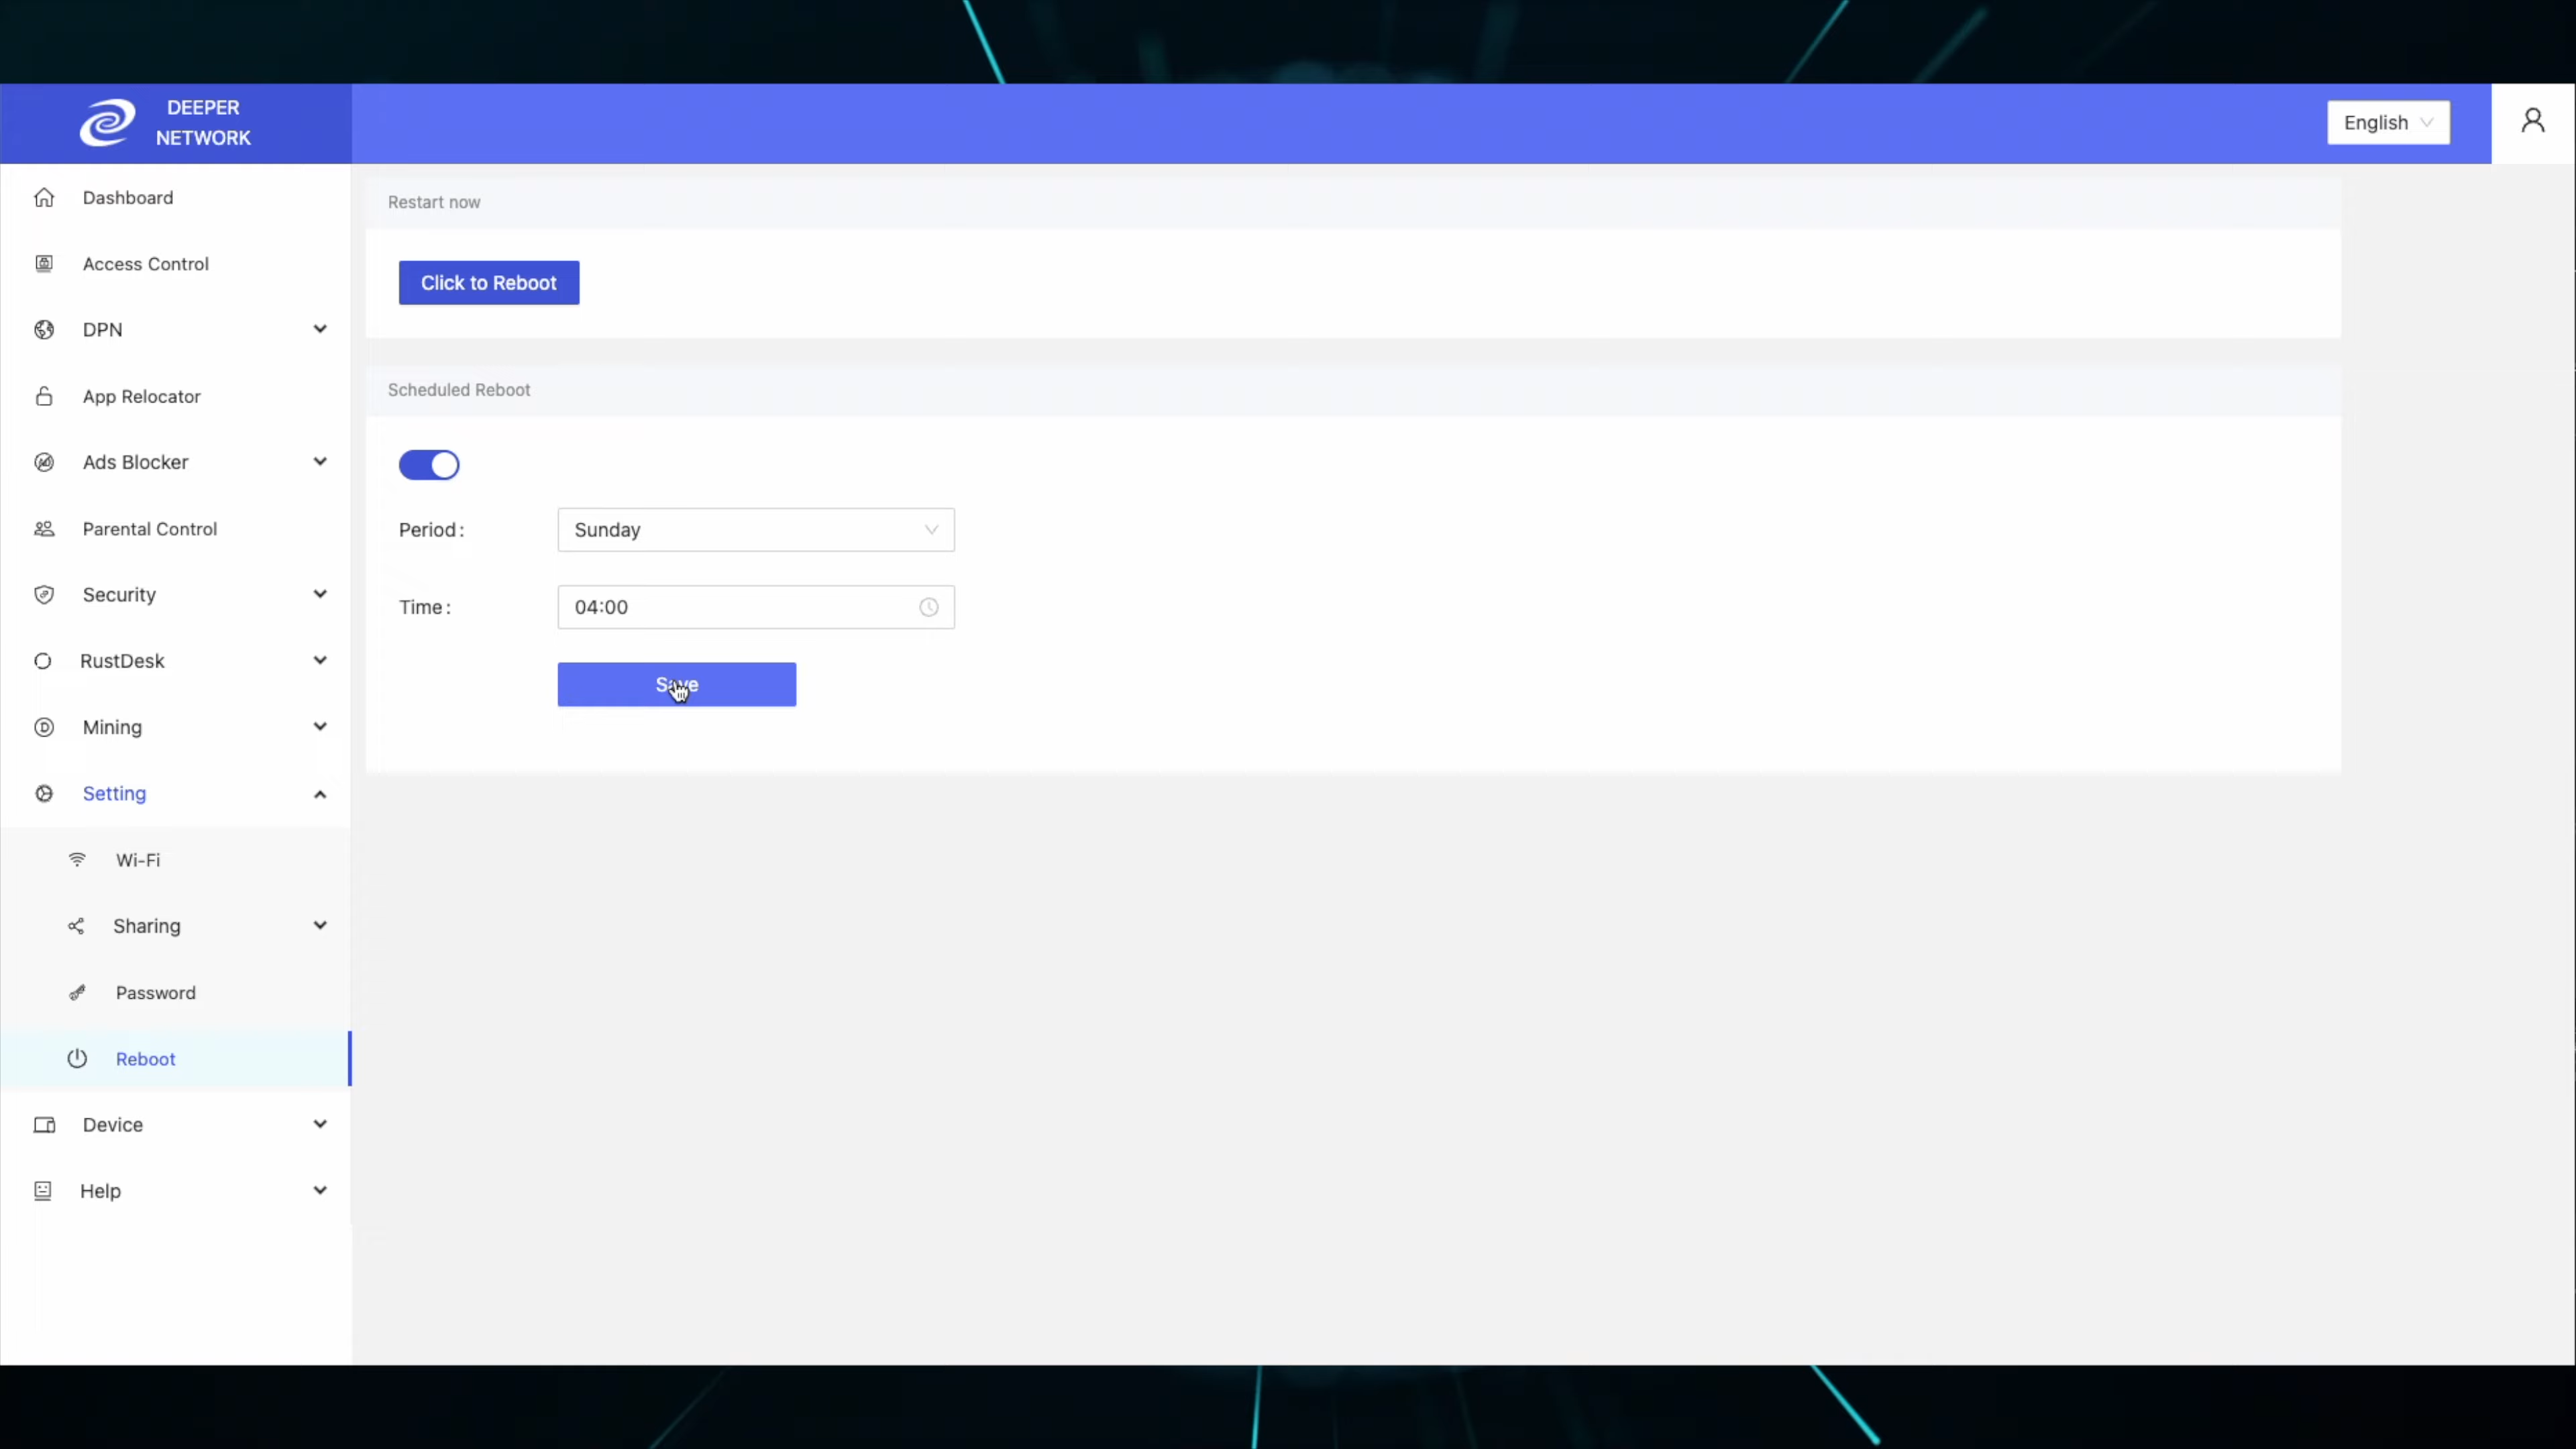 DEEPER
NETWORK
English
Dashboard
Access Control
DPN
App Relocator
Ads Blocker
Parental Control
Security
RustDesk
Mining
Setting
Wi-Fi
Sharing
Password
Reboot
Device
Help
Restart now
Click to Reboot
Scheduled Reboot
Period: Sunday
Time: 04:00
Save